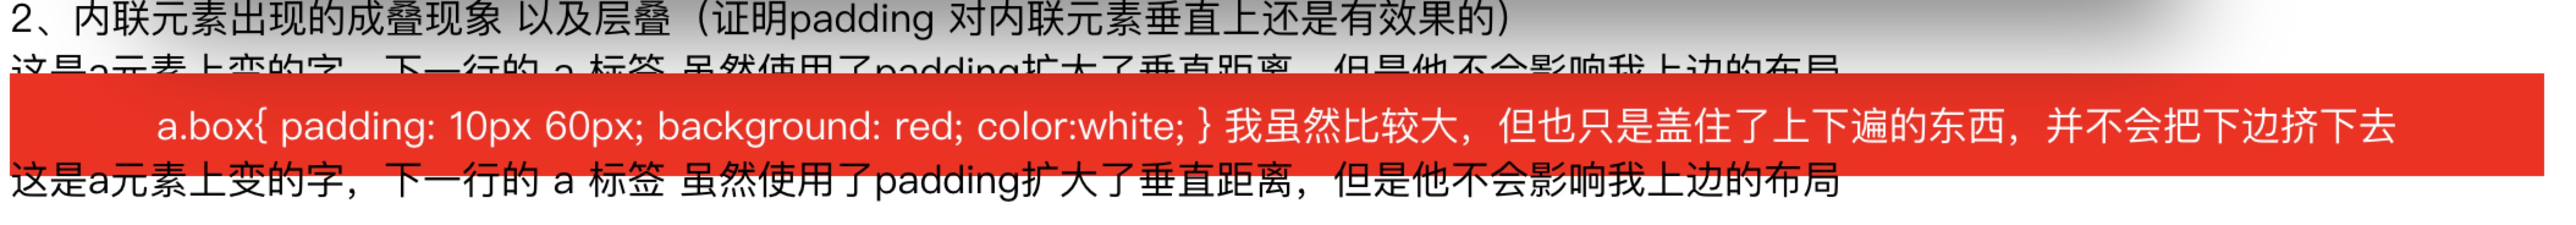 2、内联元素出现的成叠现象 以及层叠（证明padding 对内联元素垂直上还是有效果的）
这是a元素上变的字，下一行的 a 标签 虽然使用了padding扩大了垂直距离，但是他不会影响我上边的布局
a.box{ padding: 10px 60px; background: red; color:white; } 我虽然比较大，但也只是盖住了上下遍的东西，并不会把下边挤下去
这是a元素上变的字，下一行的 a 标签 虽然使用了padding扩大了垂直距离，但是他不会影响我上边的布局